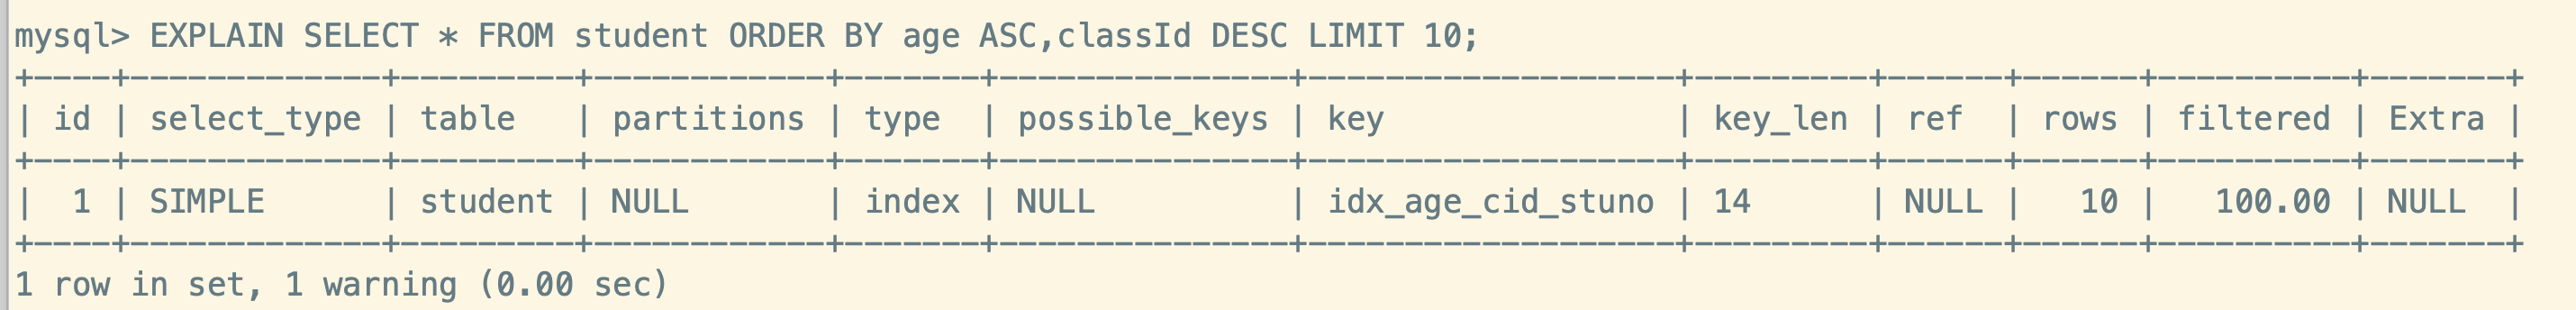 mysql> EXPLAIN SELECT * FROM student ORDER BY age ASC,classId DESC LIMIT 10;
+----+-------------+---------+------------+-------+---------------+-------------------+---------+------+------+----------+-------+
| id | select_type | table   | partitions | type  | possible_keys | key               | key_len | ref  | rows | filtered | Extra |
+----+-------------+---------+------------+-------+---------------+-------------------+---------+------+------+----------+-------+
|  1 | SIMPLE      | student | NULL       | index | NULL          | idx_age_cid_stuno | 14      | NULL |   10 |   100.00 | NULL  |
+----+-------------+---------+------------+-------+---------------+-------------------+---------+------+------+----------+-------+
1 row in set, 1 warning (0.00 sec)